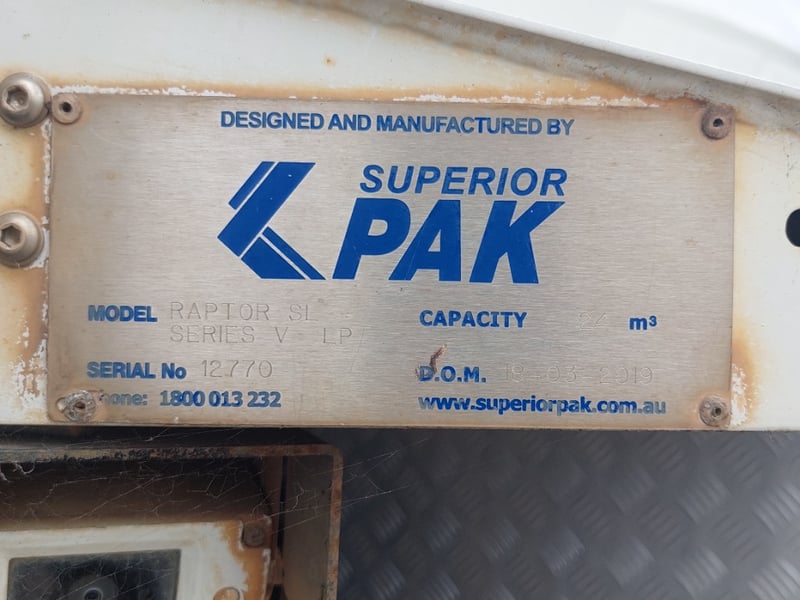 DESIGNED AND MANUFACTURED BY
SUPERIOR
PAK
MODEL RAPTOR SL
SERIES V LP
CAPACITY 24 m³
SERIAL No 12770
D.O.M. 03 2019
Phone: 1800 013 232
www.superiorpak.com.au